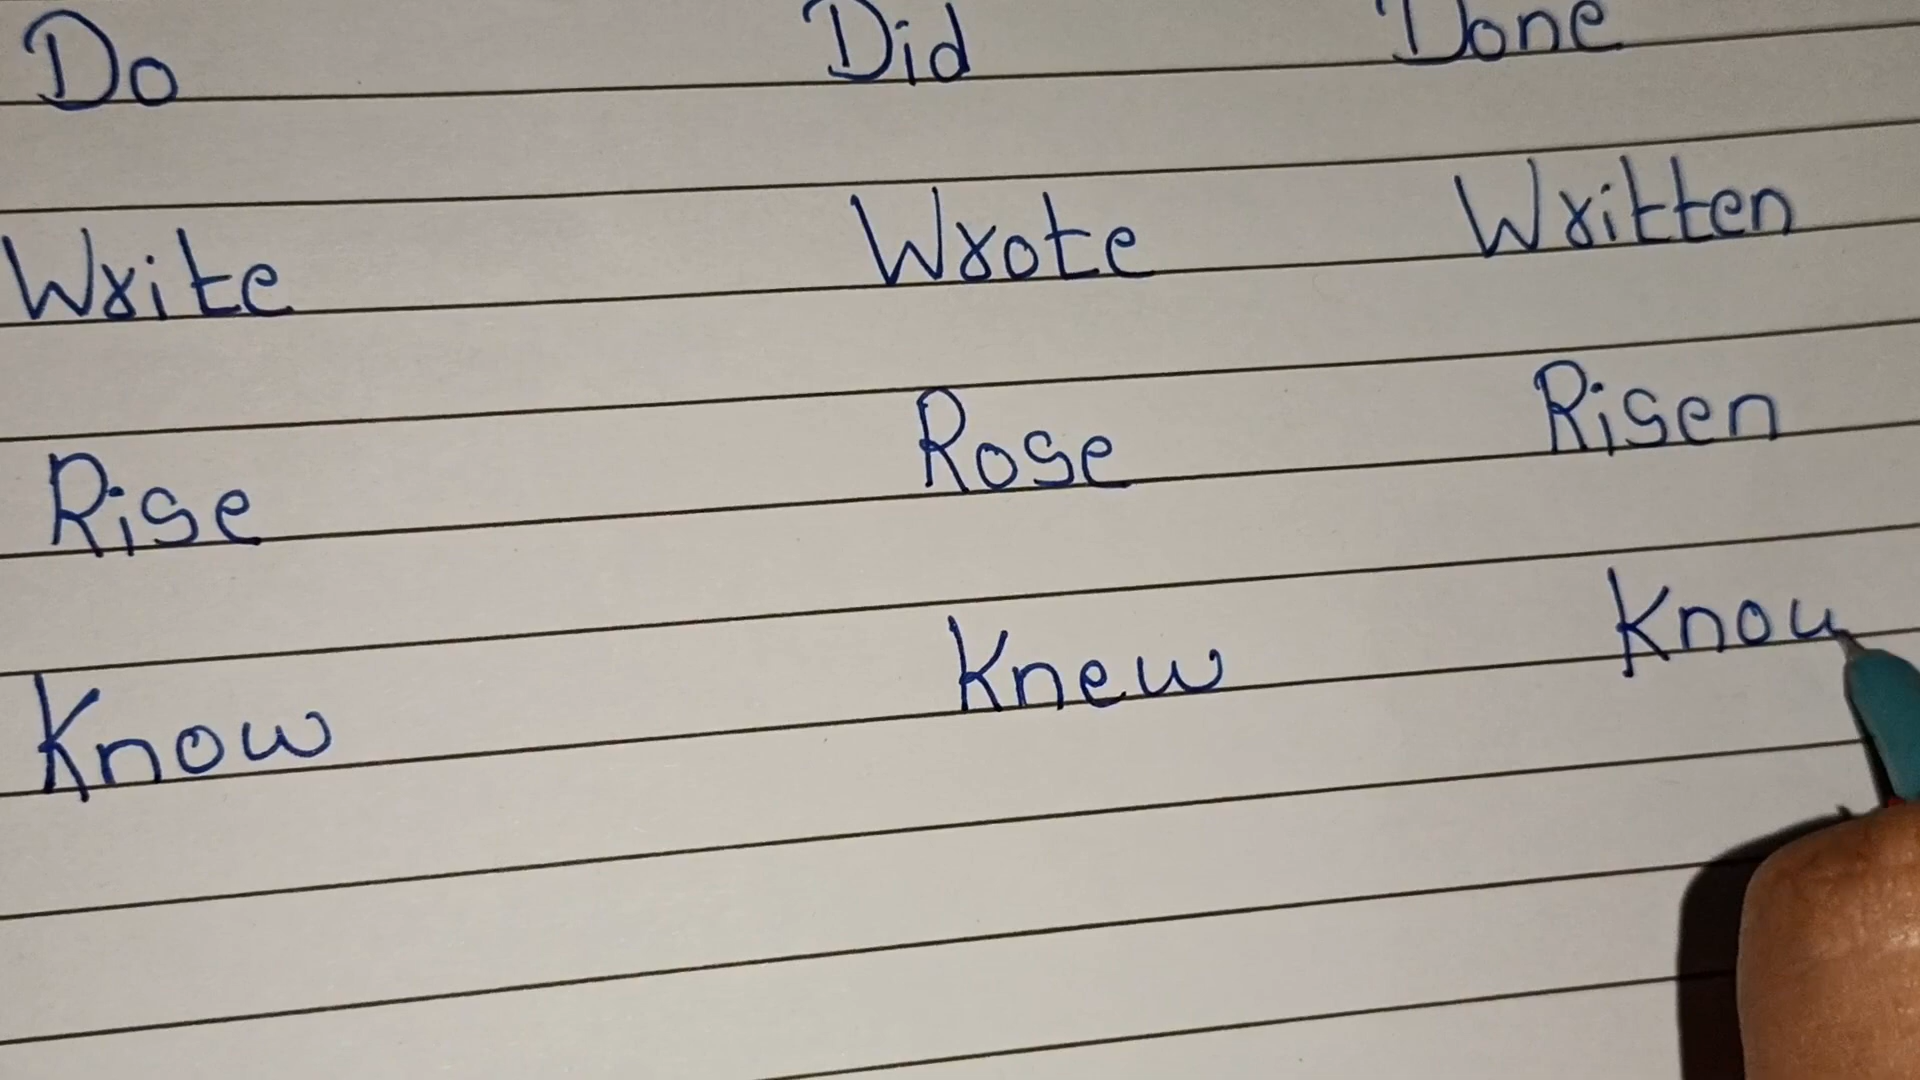 Do Did Done
Write Wrote Written
Rise Rose Risen
Know Knew Knou